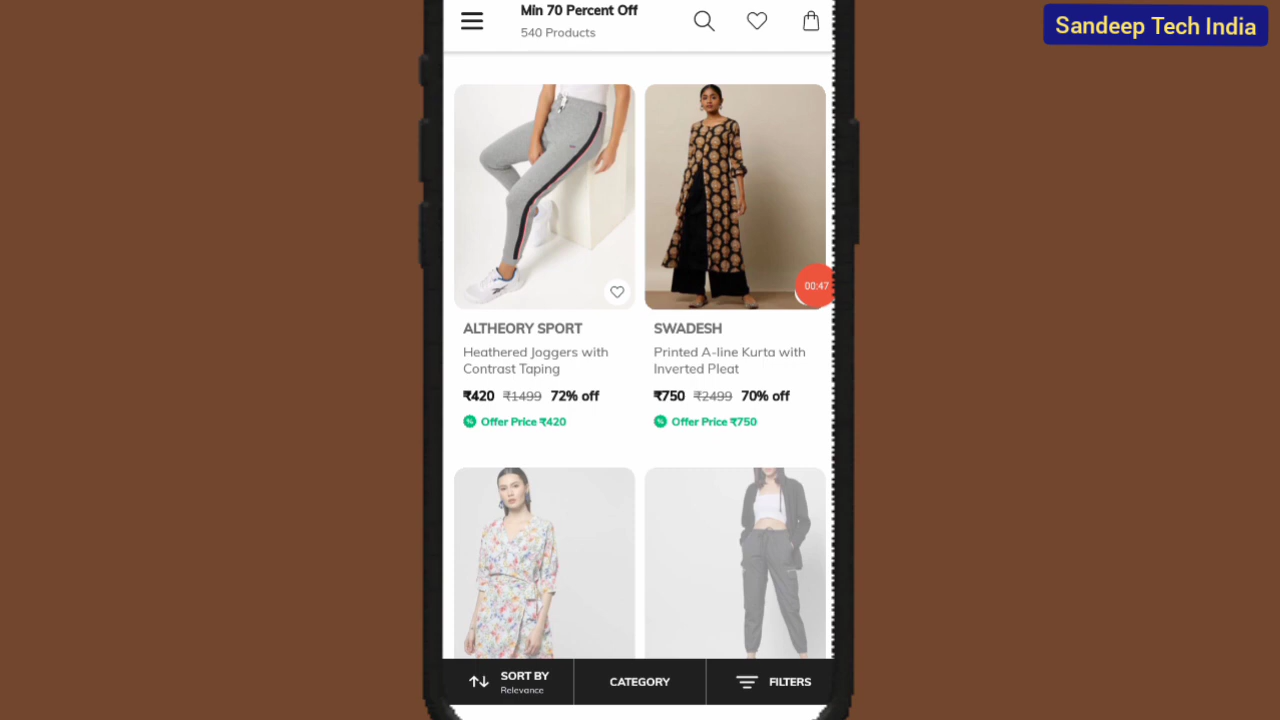 Sandeep Tech India
Min 70 Percent Off
540 Products
00:47
ALTHEORY SPORT
Heathered Joggers with
Contrast Taping
₹420 ₹1499 72% off
Offer Price ₹420
SWADESH
Printed A-line Kurta with
Inverted Pleat
₹750 ₹2499 70% off
Offer Price ₹750
SORT BY
Relevance
CATEGORY
FILTERS